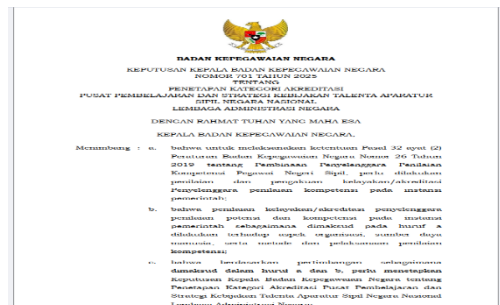 BADAN KEPEGAWAIAN NEGARA
KEPUTUSAN KEPALA BADAN KEPEGAWAIAN NEGARA
NOMOR 701 TAHUN 2025
TENTANG
PENETAPAN KATEGORI AKREDITASI
PUSAT PEMBELAJARAN DAN STRATEGI KEBIJAKAN TALENTA APARATUR
SIPIL NEGARA NASIONAL
LEMBAGA ADMINISTRASI NEGARA
DENGAN RAHMAT TUHAN YANG MAHA ESA
KEPALA BADAN KEPEGAWAIAN NEGARA,
Menimbang : a. bahwa untuk melaksanakan ketentuan Pasal 32 ayat (2)
Peraturan Badan Kepegawaian Negara Nomor 26 Tahun
2019 tentang Pembinaan Penyelenggara Penilaian
Kompetensi Pegawai Negeri Sipil, perlu dilakukan
penilaian dan pengakuan kelayakan/akreditasi
Penyelenggara penilaian kompetensi pada instansi
pemerintah;
b. bahwa penilaian kelayakan/akreditasi penyelenggara
penilaian potensi dan kompetensi pada instansi
pemerintah sebagaimana dimaksud pada huruf a
dilakukan terhadap aspek organisasi, sumber daya
manusia, serta metode dan pelaksanaan penilaian
kompetensi;
c. bahwa berdasarkan pertimbangan sebagaimana
dimaksud dalam huruf a dan b, perlu menetapkan
Keputusan Kepala Badan Kepegawaian Negara tentang
Penetapan Kategori Akreditasi Pusat Pembelajaran dan
Strategi Kebijakan Talenta Aparatur Sipil Negara Nasional
Lembaga Administrasi Negara;